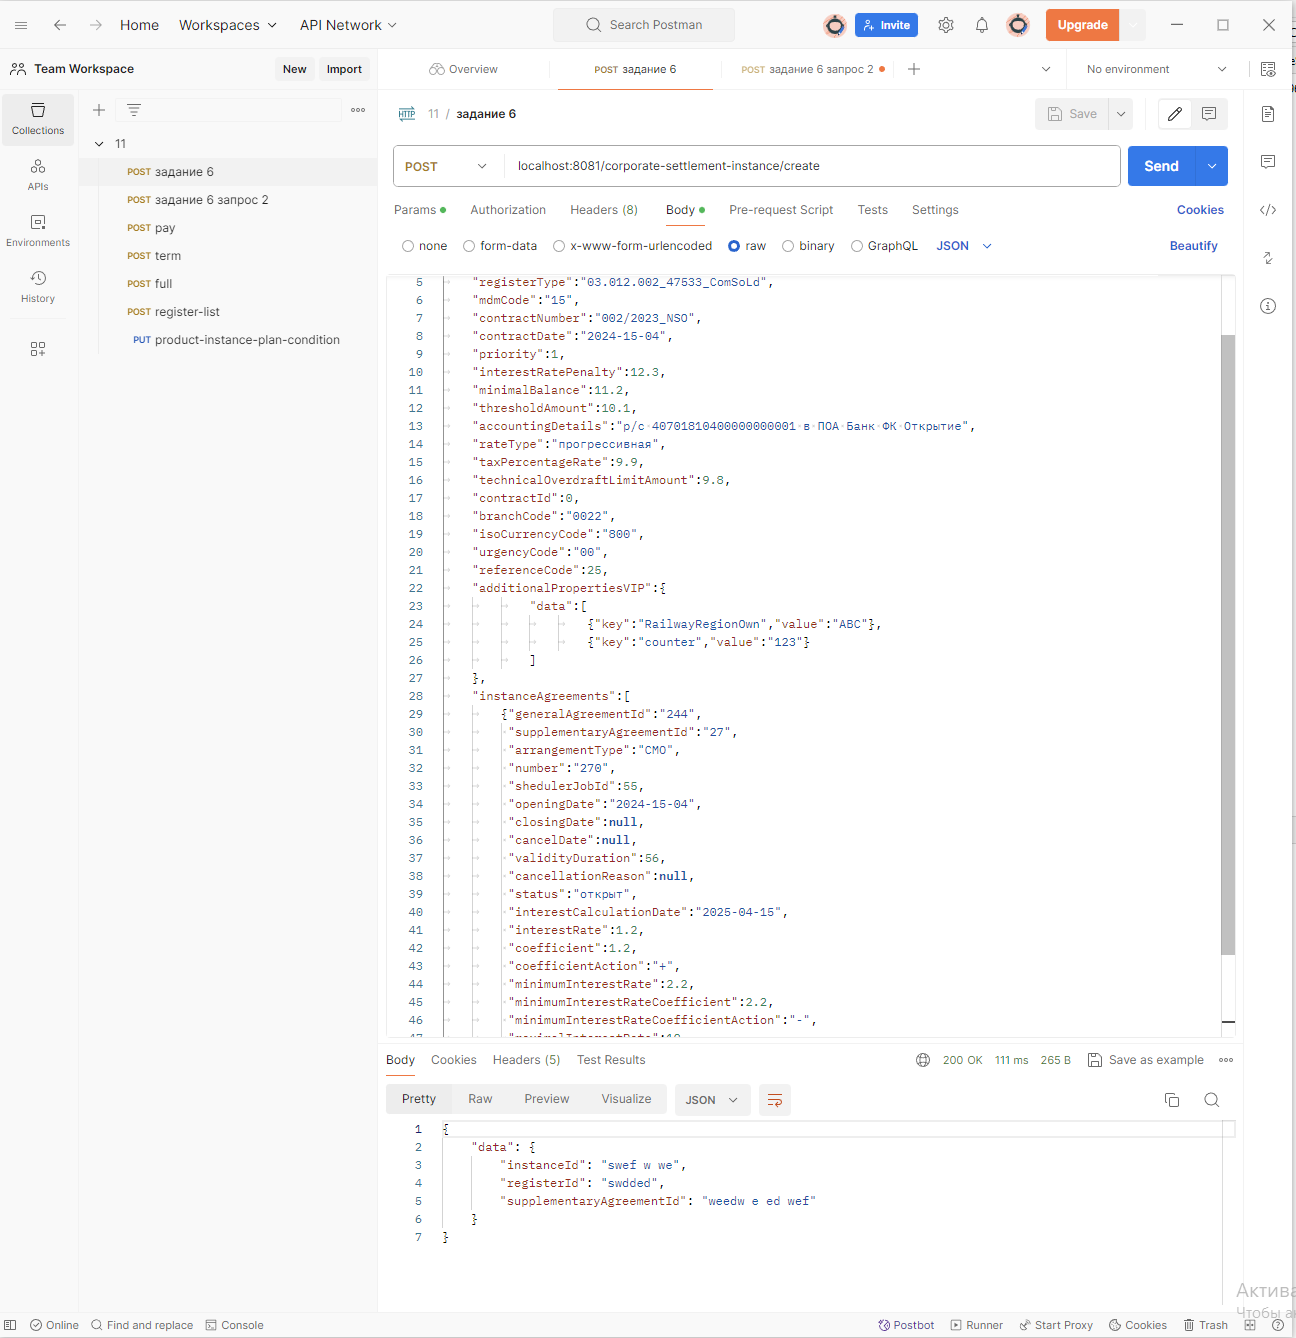 Home
Workspaces
API Network
Search Postman
Invite
Upgrade
Team Workspace
New
Import
Overview
POST задание 6
POST задание 6 запрос 2
No environment
Collections
APIs
Environments
History
11
POST задание 6
POST задание 6 запрос 2
POST pay
POST term
POST full
POST register-list
PUT product-instance-plan-condition
HTTP 11 / задание 6
Save
POST
localhost:8081/corporate-settlement-instance/create
Send
Params
Authorization
Headers (8)
Body
Pre-request Script
Tests
Settings
Cookies
none
form-data
x-www-form-urlencoded
raw
binary
GraphQL
JSON
Beautify
5 "registerType":"03.012.002_47533_ComSoLd",
6 "mdmCode":"15",
7 "contractNumber":"002/2023_NSO",
8 "contractDate":"2024-15-04",
9 "priority":1,
10 "interestRatePenalty":12.3,
11 "minimalBalance":11.2,
12 "thresholdAmount":10.1,
13 "accountingDetails":"р/с 40701810400000000001 в ПОА Банк ФК Открытие",
14 "rateType":"прогрессивная",
15 "taxPercentageRate":9.9,
16 "technicalOverdraftLimitAmount":9.8,
17 "contractId":0,
18 "branchCode":"0022",
19 "isoCurrencyCode":"800",
20 "urgencyCode":"00",
21 "referenceCode":25,
22 "additionalPropertiesVIP":{
23 "data":[
24 {"key":"RailwayRegionOwn","value":"ABC"},
25 {"key":"counter","value":"123"}
26 ]
27 },
28 "instanceAgreements":[
29 {"generalAgreementId":"244",
30 "supplementaryAgreementId":"27",
31 "arrangementType":"СМО",
32 "number":"270",
33 "shedulerJobId":55,
34 "openingDate":"2024-15-04",
35 "closingDate":null,
36 "cancelDate":null,
37 "validityDuration":56,
38 "cancellationReason":null,
39 "status":"открыт",
40 "interestCalculationDate":"2025-04-15",
41 "interestRate":1.2,
42 "coefficient":1.2,
43 "coefficientAction":"+",
44 "minimumInterestRate":2.2,
45 "minimumInterestRateCoefficient":2.2,
46 "minimumInterestRateCoefficientAction":"-",
Body
Cookies
Headers (5)
Test Results
200 OK
111 ms
265 B
Save as example
Pretty
Raw
Preview
Visualize
JSON
1 {
2 "data": {
3 "instanceId": "swef w we",
4 "registerId": "swdded",
5 "supplementaryAgreementId": "weedw e ed wef"
6 }
7 }
Online
Find and replace
Console
Postbot
Runner
Start Proxy
Cookies
Trash